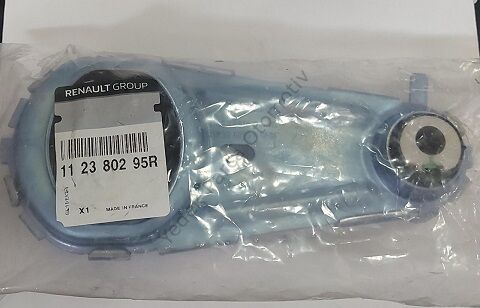 RENAULT GROUP
11 23 802 95R
X1 MADE IN FRANCE